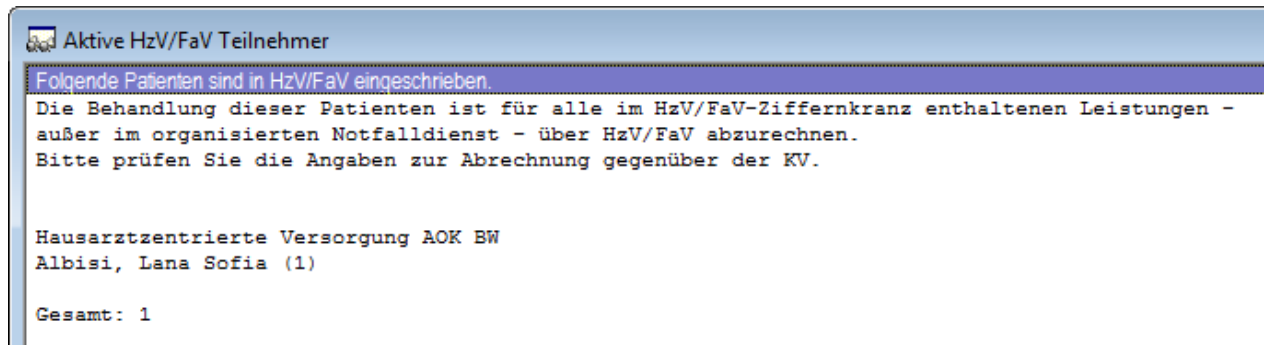 Aktive HzV/FaV Teilnehmer
Folgende Patienten sind in HzV/FaV eingeschrieben.
Die Behandlung dieser Patienten ist für alle im HzV/FaV-Ziffernkranz enthaltenen Leistungen -
außer im organisierten Notfalldienst - über HzV/FaV abzurechnen.
Bitte prüfen Sie die Angaben zur Abrechnung gegenüber der KV.
Hausarztzentrierte Versorgung AOK BW
Albisi, Lana Sofia (1)
Gesamt: 1